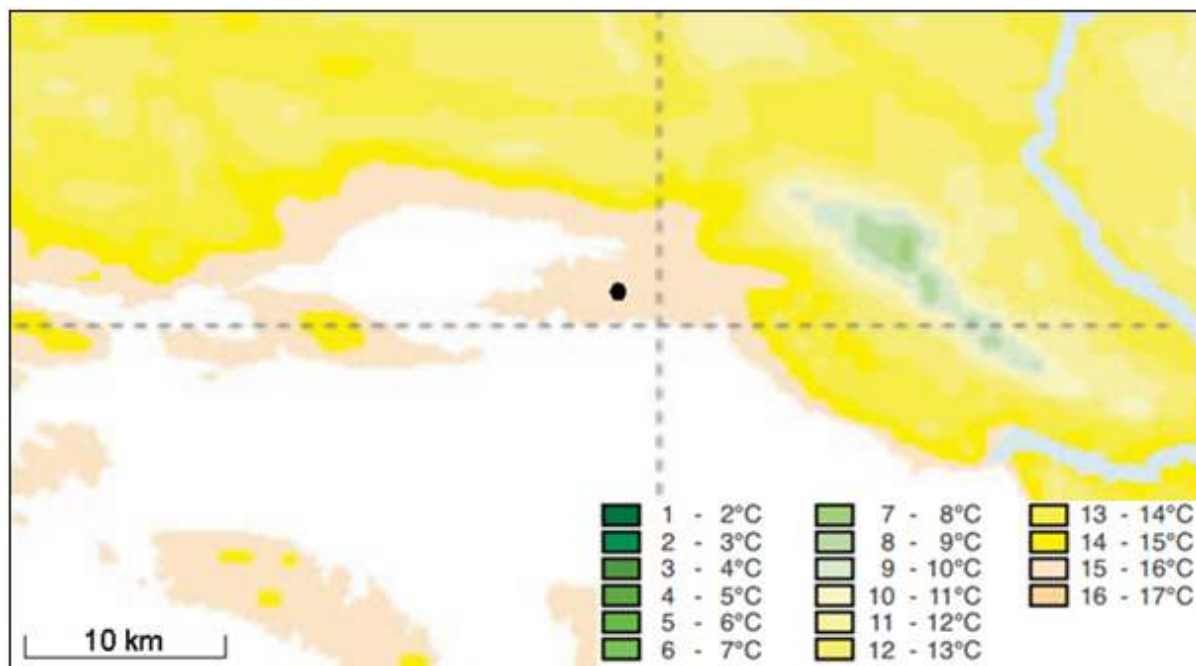 1 - 2°C
2 - 3°C
3 - 4°C
4 - 5°C
5 - 6°C
6 - 7°C
7 - 8°C
8 - 9°C
9 - 10°C
10 - 11°C
11 - 12°C
12 - 13°C
13 - 14°C
14 - 15°C
15 - 16°C
16 - 17°C
10 km